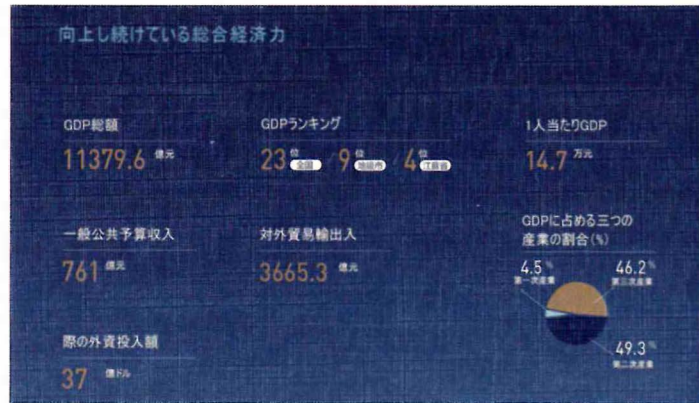 向上し続けている総合経済力
GDP総額
11379.6 億元
GDPランキング
23位 全国 / 9位 地級市 / 4位 江蘇省
1人当たりGDP
14.7 万元
一般公共予算収入
761 億元
対外貿易輸出入
3665.3 億元
GDPに占める三つの
産業の割合(%)
4.5%
第一次産業
46.2%
第三次産業
49.3%
第二次産業
際の外資投入額
37 億ドル